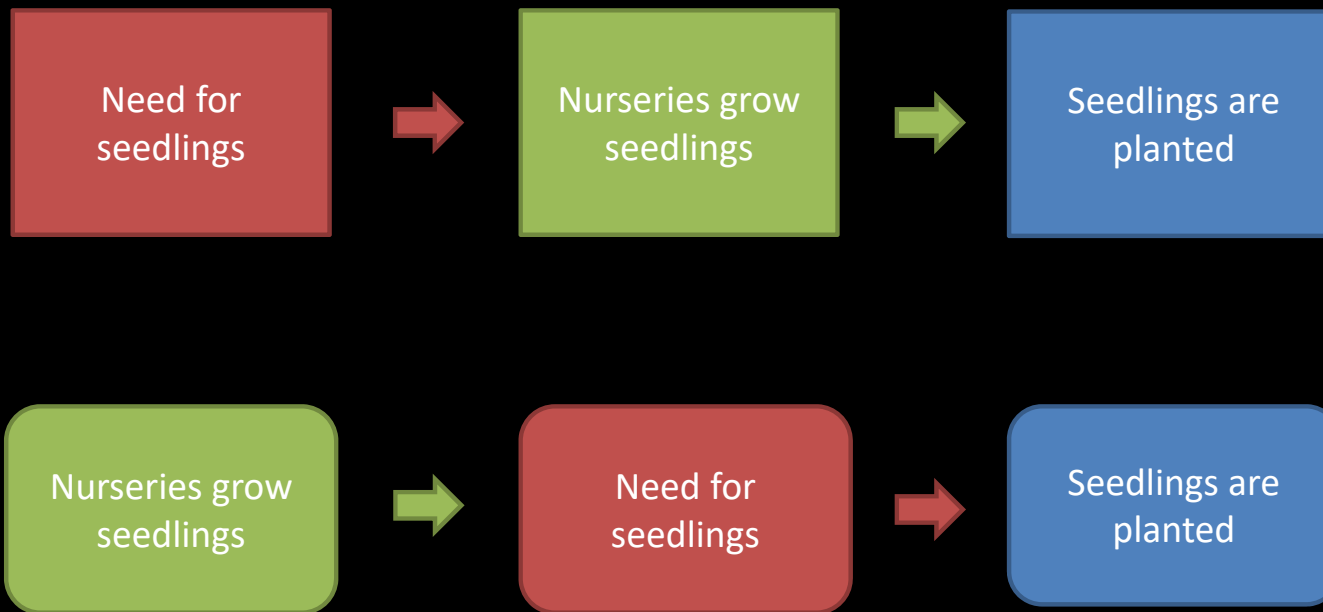 Need for
seedlings
Nurseries grow
seedlings
Seedlings are
planted
Nurseries grow
seedlings
Need for
seedlings
Seedlings are
planted